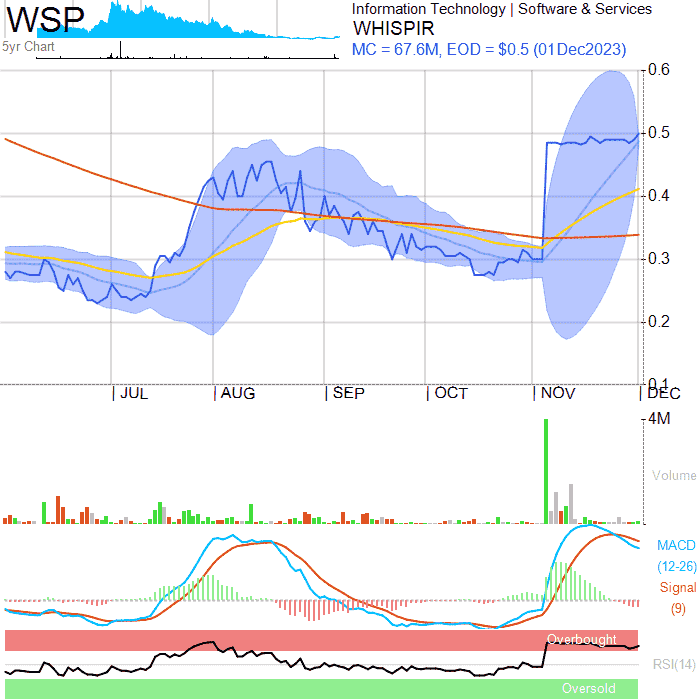 WSP
Information Technology | Software & Services
WHISPIR
5yr Chart
MC = 67.6M, EOD = $0.5 (01Dec2023)
0.6
0.5
0.4
0.3
0.2
0.1
| JUL | AUG | SEP | OCT | NOV | DEC
4M
Volume
MACD
(12-26)
Signal
(9)
Overbought
RSI(14)
Oversold